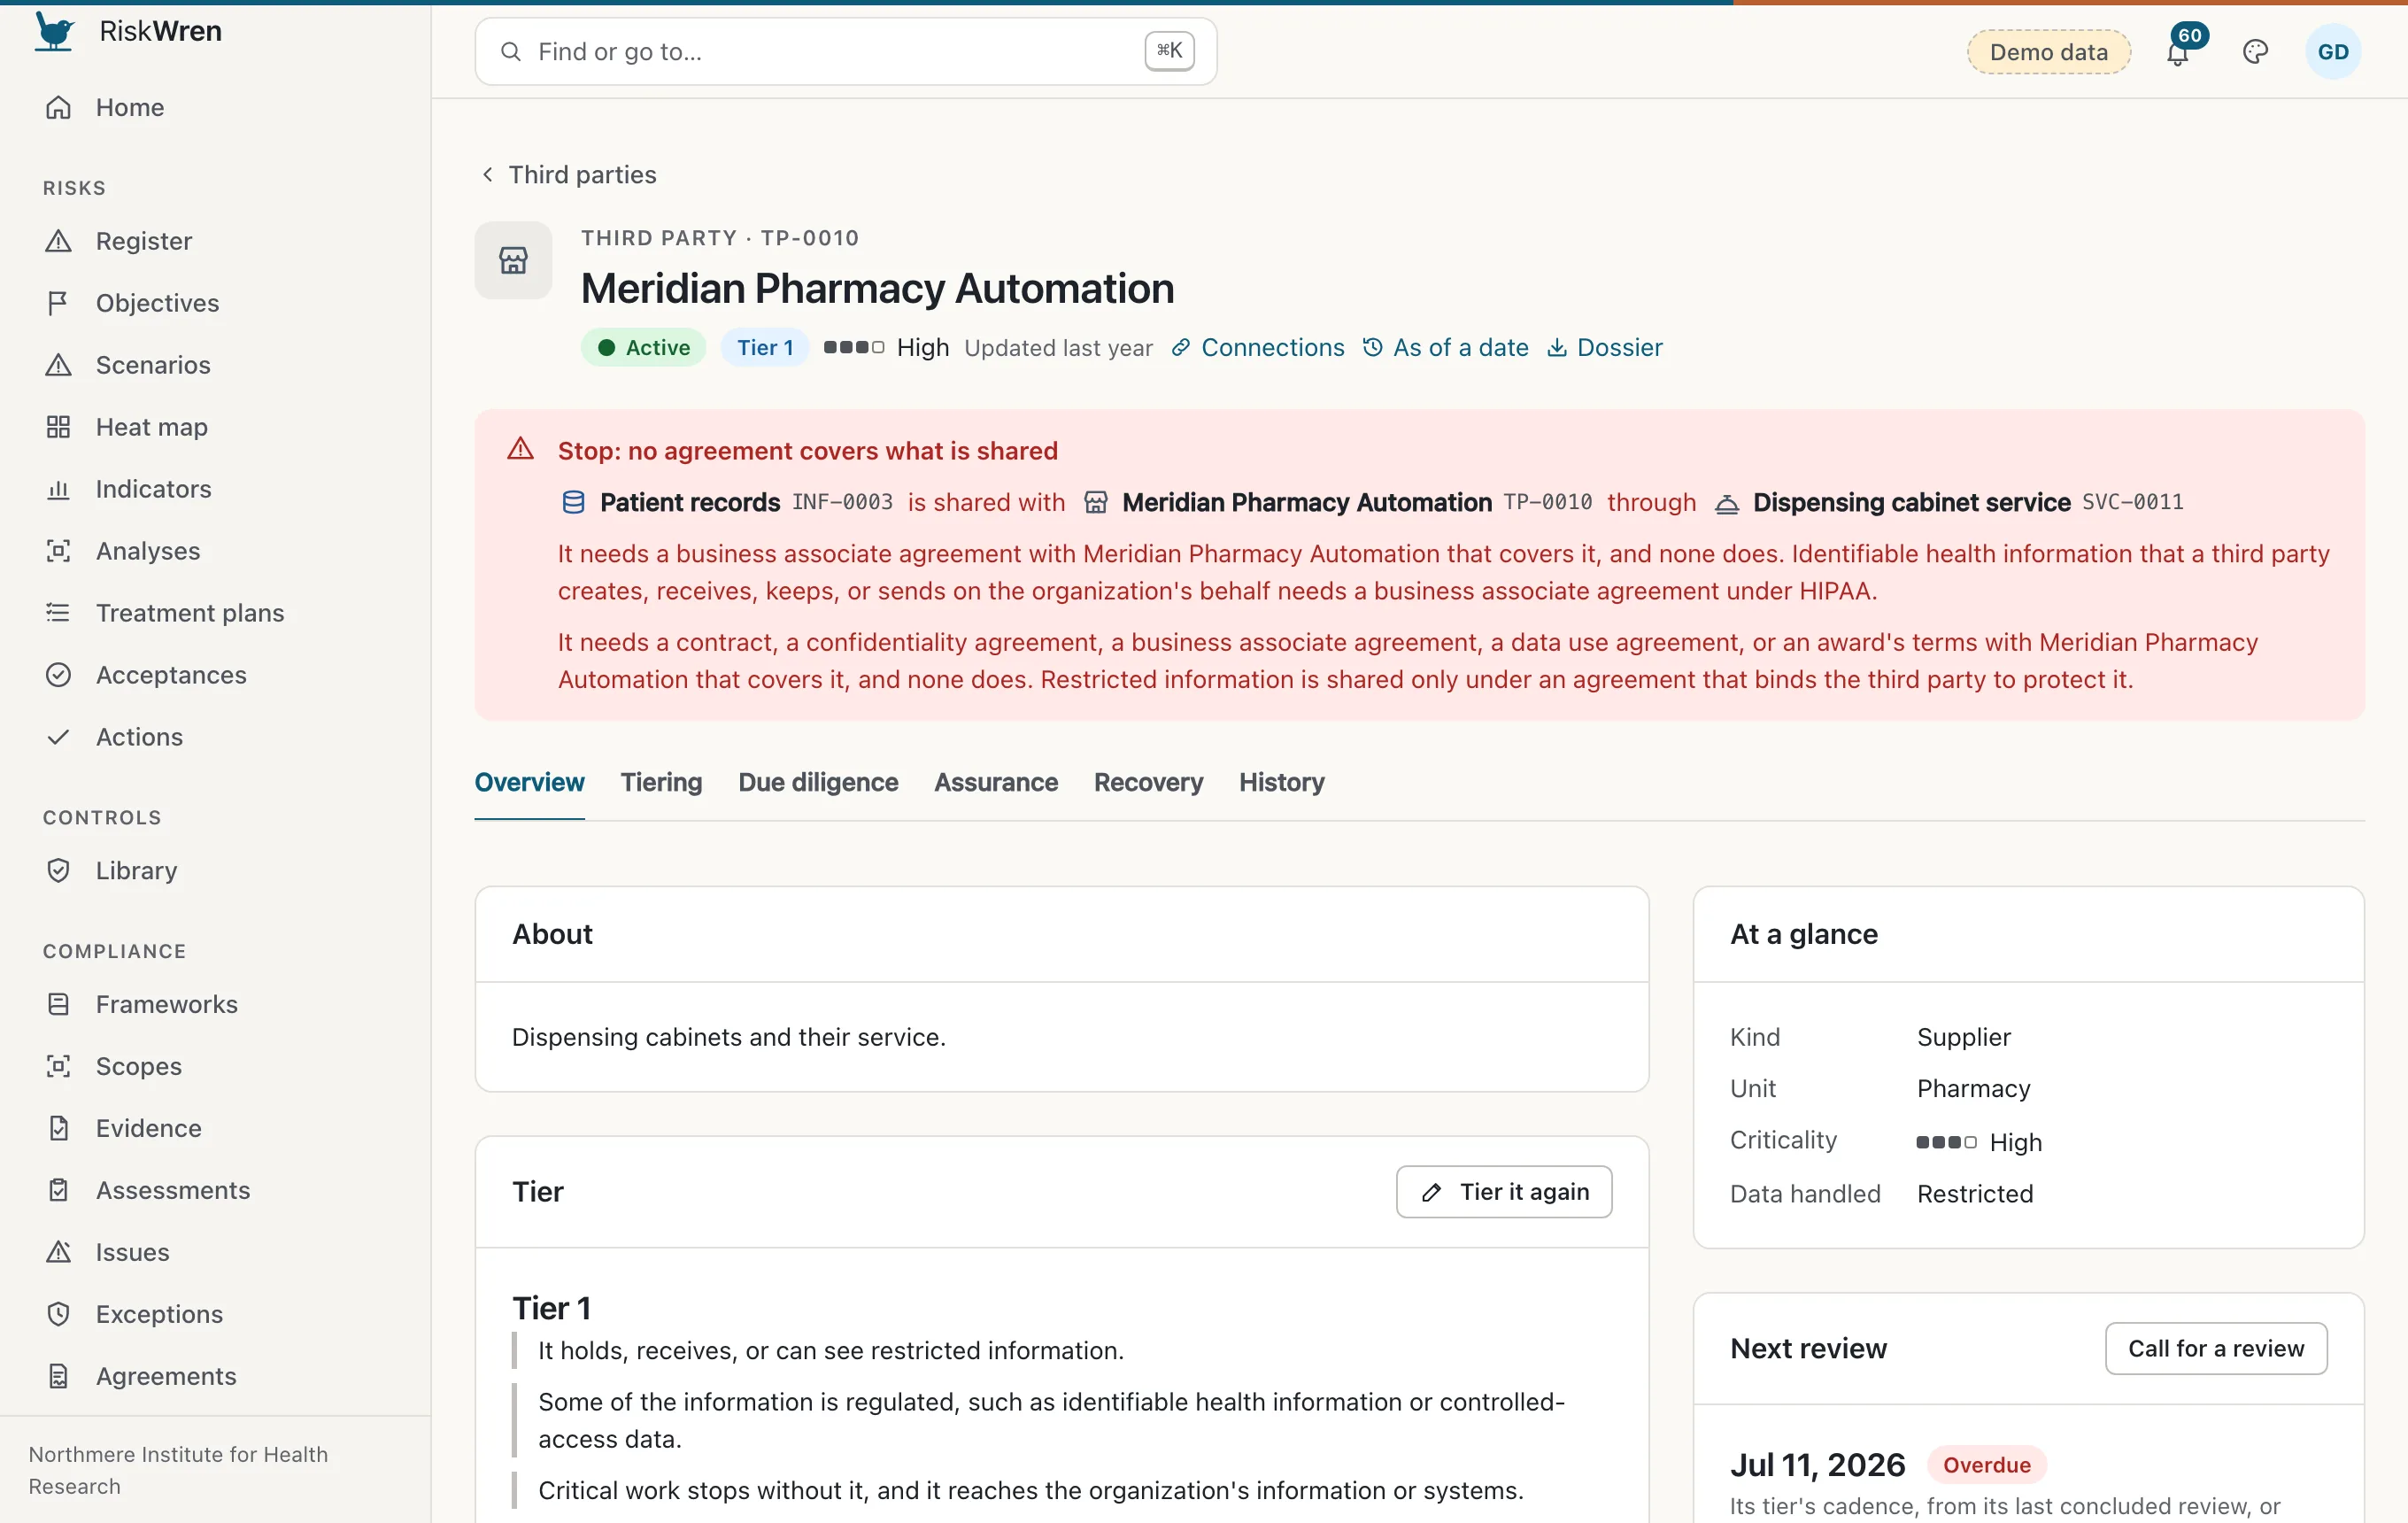 RiskWren
Find or go to...
⌘K
Demo data
60
GD
Home
RISKS
Register
Objectives
Scenarios
Heat map
Indicators
Analyses
Treatment plans
Acceptances
Actions
CONTROLS
Library
COMPLIANCE
Frameworks
Scopes
Evidence
Assessments
Issues
Exceptions
Agreements
Northmere Institute for Health
Research
Third parties
THIRD PARTY · TP-0010
Meridian Pharmacy Automation
Active
Tier 1
High
Updated last year
Connections
As of a date
Dossier
Stop: no agreement covers what is shared
Patient records INF-0003 is shared with Meridian Pharmacy Automation TP-0010 through Dispensing cabinet service SVC-0011
It needs a business associate agreement with Meridian Pharmacy Automation that covers it, and none does. Identifiable health information that a third party
creates, receives, keeps, or sends on the organization's behalf needs a business associate agreement under HIPAA.
It needs a contract, a confidentiality agreement, a business associate agreement, a data use agreement, or an award's terms with Meridian Pharmacy
Automation that covers it, and none does. Restricted information is shared only under an agreement that binds the third party to protect it.
Overview
Tiering
Due diligence
Assurance
Recovery
History
About
Dispensing cabinets and their service.
Tier
Tier it again
Tier 1
It holds, receives, or can see restricted information.
Some of the information is regulated, such as identifiable health information or controlled-
access data.
Critical work stops without it, and it reaches the organization's information or systems.
At a glance
Kind Supplier
Unit Pharmacy
Criticality High
Data handled Restricted
Next review
Call for a review
Jul 11, 2026 Overdue
Its tier's cadence, from its last concluded review, or